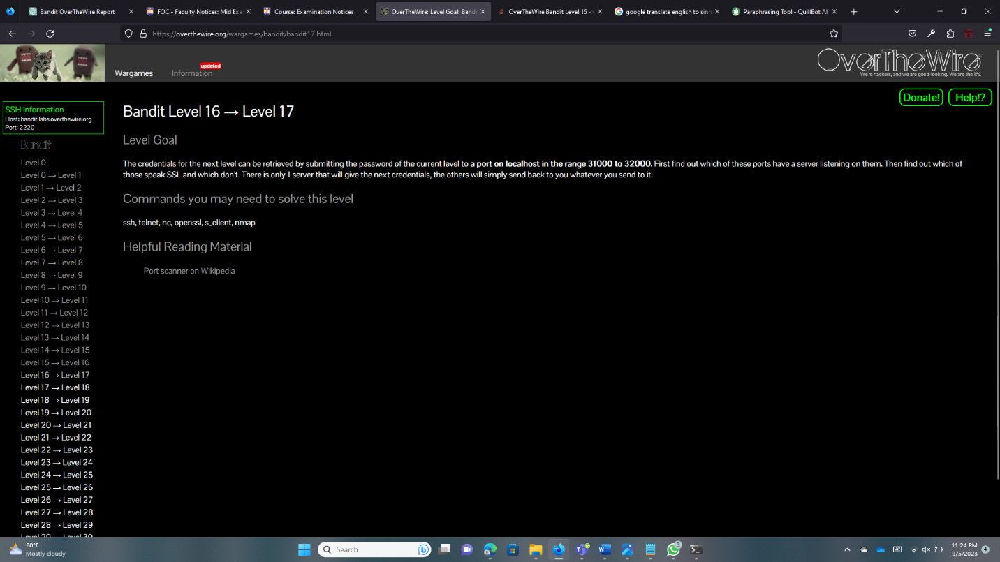 Bandit OverTheWire Report
FOC - Faculty Notices: Mid Exa
Course: Examination Notices
OverTheWire: Level Goal: Bandi
OverTheWire Bandit Level 15 ->
google translate english to sinh
Paraphrasing Tool - QuillBot AI
https://overthewire.org/wargames/bandit/bandit17.html
Wargames
Information
updated
OverTheWire
We're hackers, and we are good-looking. We are the 1%.
Donate!
Help!?
SSH Information
Host: bandit.labs.overthewire.org
Port: 2220
Bandit
Level 0
Level 0 → Level 1
Level 1 → Level 2
Level 2 → Level 3
Level 3 → Level 4
Level 4 → Level 5
Level 5 → Level 6
Level 6 → Level 7
Level 7 → Level 8
Level 8 → Level 9
Level 9 → Level 10
Level 10 → Level 11
Level 11 → Level 12
Level 12 → Level 13
Level 13 → Level 14
Level 14 → Level 15
Level 15 → Level 16
Level 16 → Level 17
Level 17 → Level 18
Level 18 → Level 19
Level 19 → Level 20
Level 20 → Level 21
Level 21 → Level 22
Level 22 → Level 23
Level 23 → Level 24
Level 24 → Level 25
Level 25 → Level 26
Level 26 → Level 27
Level 27 → Level 28
Level 28 → Level 29
Level 29 → Level 30
Bandit Level 16 → Level 17
Level Goal
The credentials for the next level can be retrieved by submitting the password of the current level to a port on localhost in the range 31000 to 32000. First find out which of these ports have a server listening on them. Then find out which of
those speak SSL and which don't. There is only 1 server that will give the next credentials, the others will simply send back to you whatever you send to it.
Commands you may need to solve this level
ssh, telnet, nc, openssl, s_client, nmap
Helpful Reading Material
Port scanner on Wikipedia
80°F
Mostly cloudy
Search
3
11:24 PM
9/5/2023
4